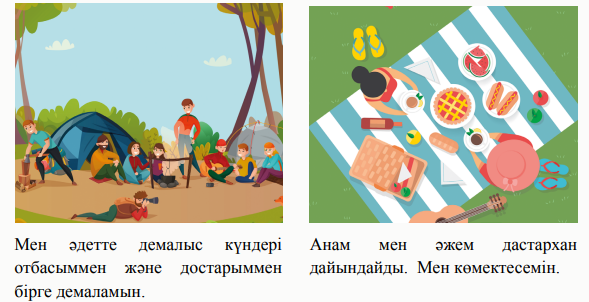 Мен әдетте демалыс күндері
отбасыммен және достарыммен
бірге демаламын.
Анам мен әжем дастархан
дайындайды. Мен көмектесемін.